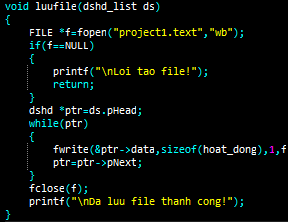 void luufile(dshd_list ds)
{
FILE *f=fopen("project1.text","wb");
if(f==NULL)
{
printf("\nLoi tao file!");
return;
}
dshd *ptr=ds.pHead;
while(ptr)
{
fwrite(&ptr->data,sizeof(hoat_dong),1,f
ptr=ptr->pNext;
}
fclose(f);
printf("\nDa luu file thanh cong!");
}